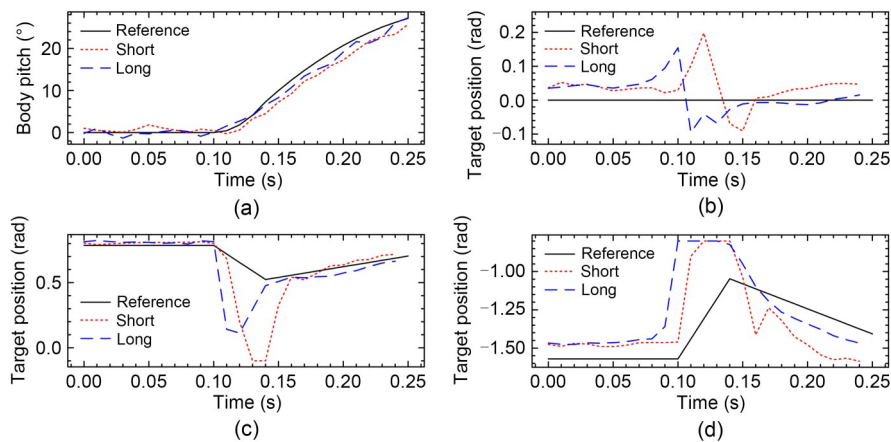 Body pitch (°)
20
10
0
Reference
Short
Long
0.00 0.05 0.10 0.15 0.20 0.25
Time (s)
(a)
Target position (rad)
0.2
0.1
0.0
−0.1
Reference
Short
Long
0.00 0.05 0.10 0.15 0.20 0.25
Time (s)
(b)
Target position (rad)
0.5
0.0
Reference
Short
Long
0.00 0.05 0.10 0.15 0.20 0.25
Time (s)
(c)
Target position (rad)
−1.00
−1.25
−1.50
Reference
Short
Long
0.00 0.05 0.10 0.15 0.20 0.25
Time (s)
(d)